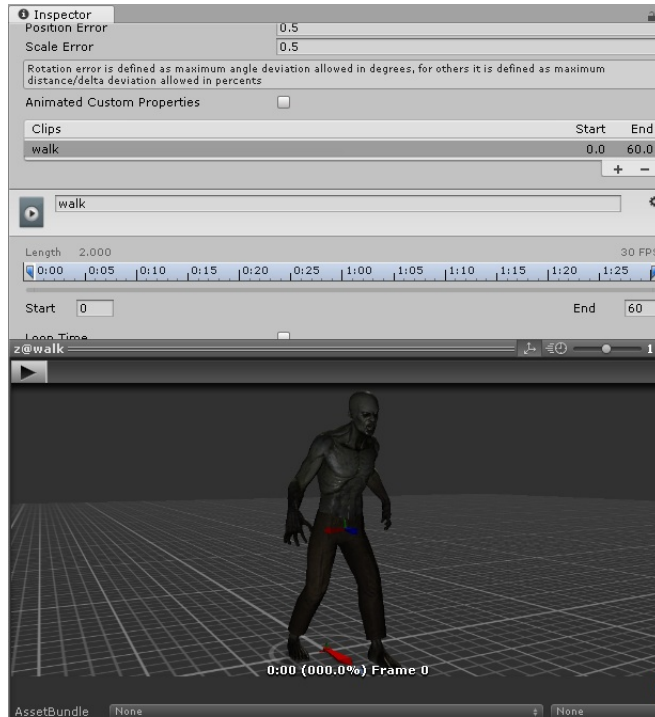 Inspector
Position Error 0.5
Scale Error 0.5
Rotation error is defined as maximum angle deviation allowed in degrees, for others it is defined as maximum
distance/delta deviation allowed in percents
Animated Custom Properties
Clips Start End
walk 0.0 60.0
+ −
walk
Length 2.000 30 FPS
0:00 0:05 0:10 0:15 0:20 0:25 1:00 1:05 1:10 1:15 1:20 1:25
Start 0 End 60
Loop Time
z@walk 1
0:00 (000.0%) Frame 0
AssetBundle None None